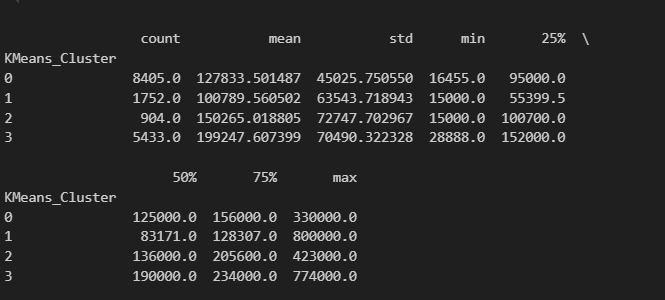 count mean std min 25% \
KMeans_Cluster
0 8405.0 127833.501487 45025.750550 16455.0 95000.0
1 1752.0 100789.560502 63543.718943 15000.0 55399.5
2 904.0 150265.018805 72747.702967 15000.0 100700.0
3 5433.0 199247.607399 70490.322328 28888.0 152000.0
50% 75% max
KMeans_Cluster
0 125000.0 156000.0 330000.0
1 83171.0 128307.0 800000.0
2 136000.0 205600.0 423000.0
3 190000.0 234000.0 774000.0